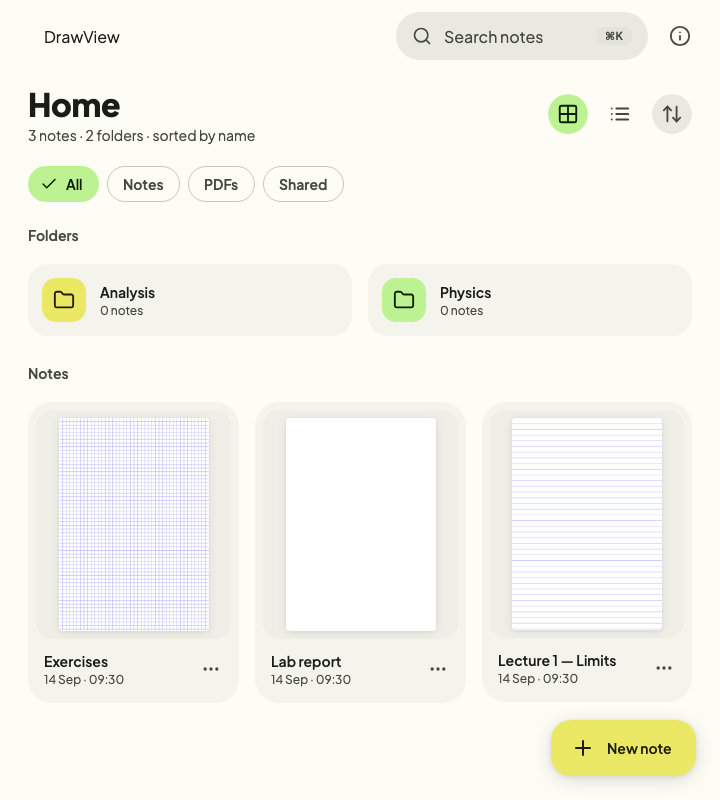 DrawView
Search notes
⌘K
Home
3 notes · 2 folders · sorted by name
All
Notes
PDFs
Shared
Folders
Analysis
0 notes
Physics
0 notes
Notes
Exercises
14 Sep · 09:30
Lab report
14 Sep · 09:30
Lecture 1 — Limits
14 Sep · 09:30
New note